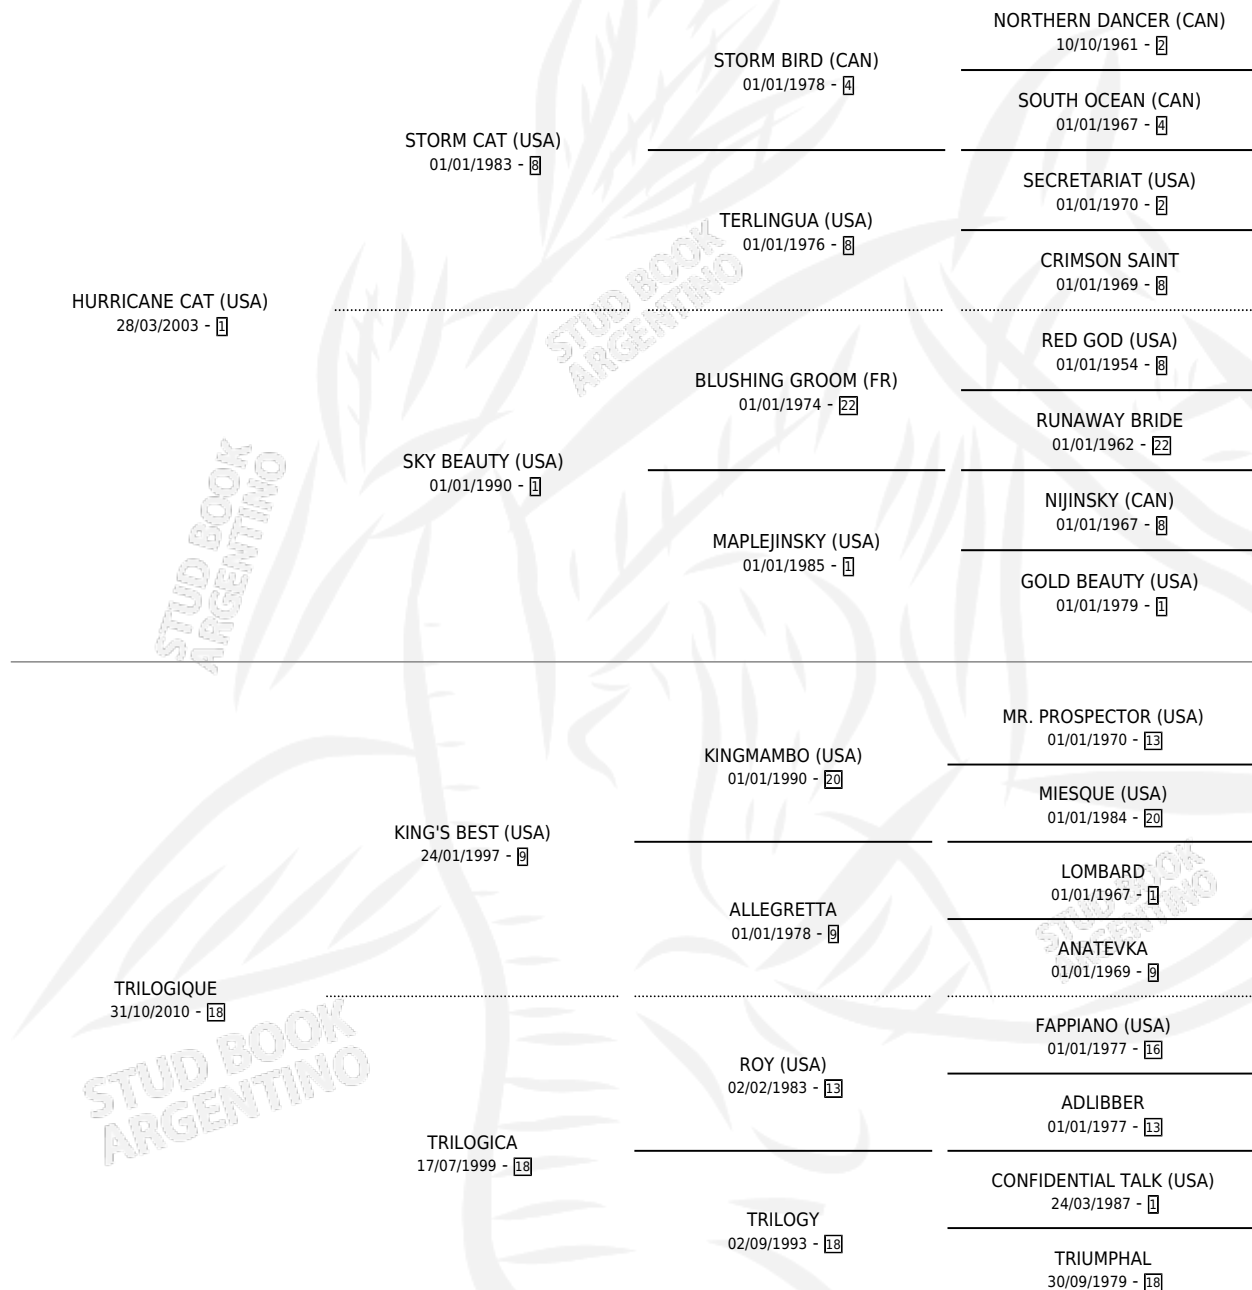 NORTHERN DANCER (CAN)
10/10/1961 - 2
STORM BIRD (CAN)
01/01/1978 - 4
SOUTH OCEAN (CAN)
01/01/1967 - 4
STORM CAT (USA)
01/01/1983 - 8
SECRETARIAT (USA)
01/01/1970 - 2
TERLINGUA (USA)
01/01/1976 - 8
CRIMSON SAINT
01/01/1969 - 8
HURRICANE CAT (USA)
28/03/2003 - 1
STUD BOOK
ARGENTINO
RED GOD (USA)
01/01/1954 - 8
BLUSHING GROOM (FR)
01/01/1974 - 22
RUNAWAY BRIDE
01/01/1962 - 22
SKY BEAUTY (USA)
01/01/1990 - 1
NIJINSKY (CAN)
01/01/1967 - 8
MAPLEJINSKY (USA)
01/01/1985 - 1
GOLD BEAUTY (USA)
01/01/1979 - 1
STUD BOOK
ARGENTINO
MR. PROSPECTOR (USA)
01/01/1970 - 13
KINGMAMBO (USA)
01/01/1990 - 20
MIESQUE (USA)
01/01/1984 - 20
KING'S BEST (USA)
24/01/1997 - 9
LOMBARD
01/01/1967 - 1
ALLEGRETTA
01/01/1978 - 9
STUD BOOK
ARGENTINO
ANATEVKA
01/01/1969 - 9
TRILOGIQUE
31/10/2010 - 18
STUD BOOK
ARGENTINO
FAPPIANO (USA)
01/01/1977 - 16
ROY (USA)
02/02/1983 - 13
ADLIBBER
01/01/1977 - 13
TRILOGICA
17/07/1999 - 18
CONFIDENTIAL TALK (USA)
24/03/1987 - 1
TRILOGY
02/09/1993 - 18
TRIUMPHAL
30/09/1979 - 18